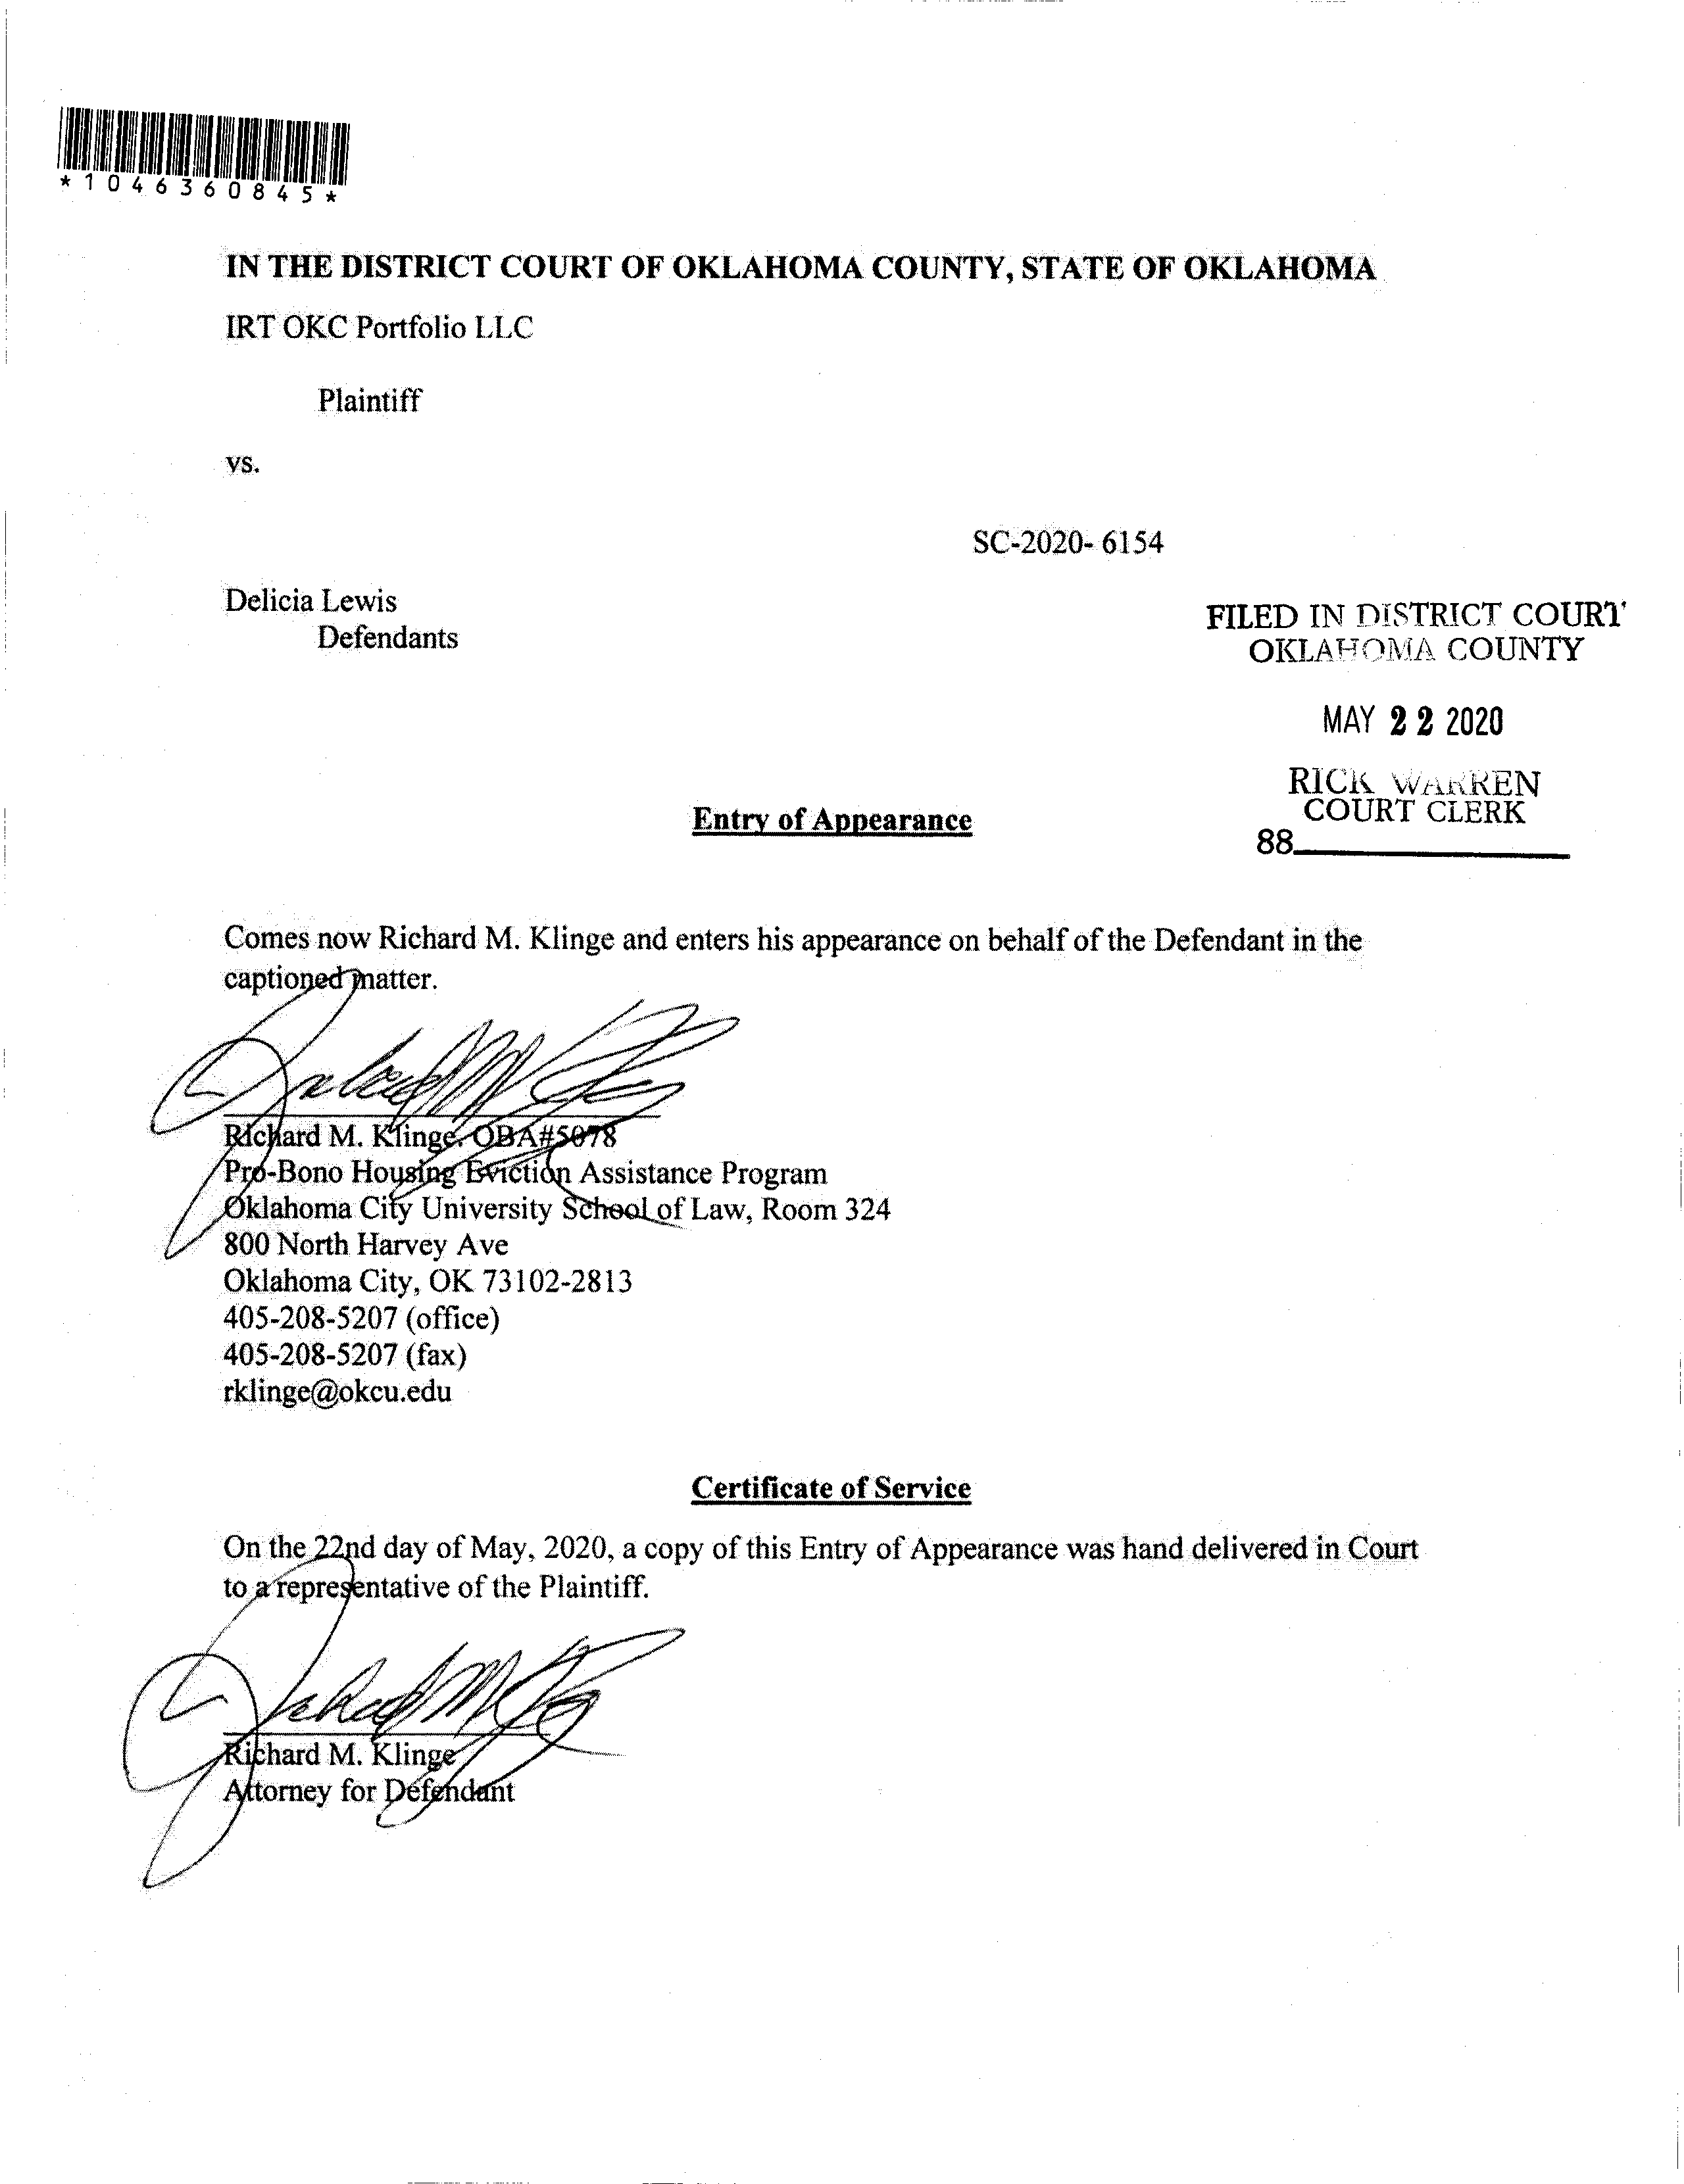 *1046360845*
IN THE DISTRICT COURT OF OKLAHOMA COUNTY, STATE OF OKLAHOMA
IRT OKC Portfolio LLC
Plaintiff
vs.
SC-2020- 6154
Delicia Lewis
Defendants
FILED IN DISTRICT COURT
OKLAHOMA COUNTY
MAY 22 2020
RICK WARREN
COURT CLERK
88
Entry of Appearance
Comes now Richard M. Klinge and enters his appearance on behalf of the Defendant in the
captioned matter.
Richard M. Klinge, OBA#5078
Pro-Bono Housing Eviction Assistance Program
Oklahoma City University School of Law, Room 324
800 North Harvey Ave
Oklahoma City, OK 73102-2813
405-208-5207 (office)
405-208-5207 (fax)
rklinge@okcu.edu
Certificate of Service
On the 22nd day of May, 2020, a copy of this Entry of Appearance was hand delivered in Court
to a representative of the Plaintiff.
Richard M. Klinge
Attorney for Defendant